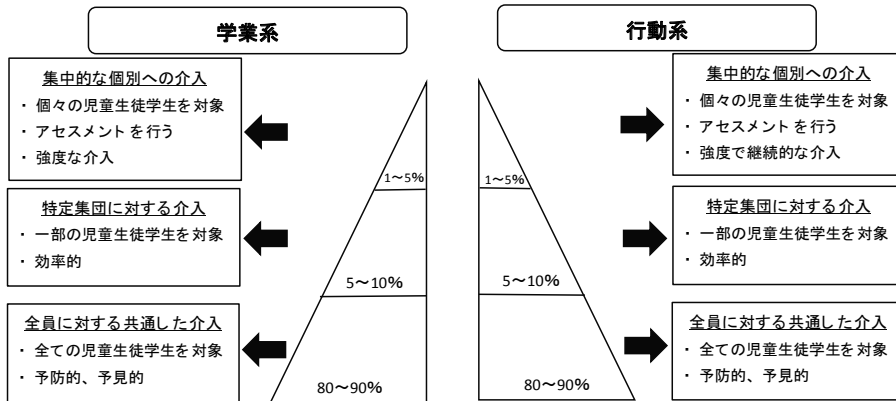 学業系
集中的な個別への介入
・ 個々の児童生徒学生を対象
・ アセスメントを行う
・ 強度な介入
1～5%
特定集団に対する介入
・ 一部の児童生徒学生を対象
・ 効率的
5～10%
全員に対する共通した介入
・ 全ての児童生徒学生を対象
・ 予防的、予見的
80～90%
行動系
集中的な個別への介入
・ 個々の児童生徒学生を対象
・ アセスメントを行う
・ 強度で継続的な介入
1～5%
特定集団に対する介入
・ 一部の児童生徒学生を対象
・ 効率的
5～10%
全員に対する共通した介入
・ 全ての児童生徒学生を対象
・ 予防的、予見的
80～90%